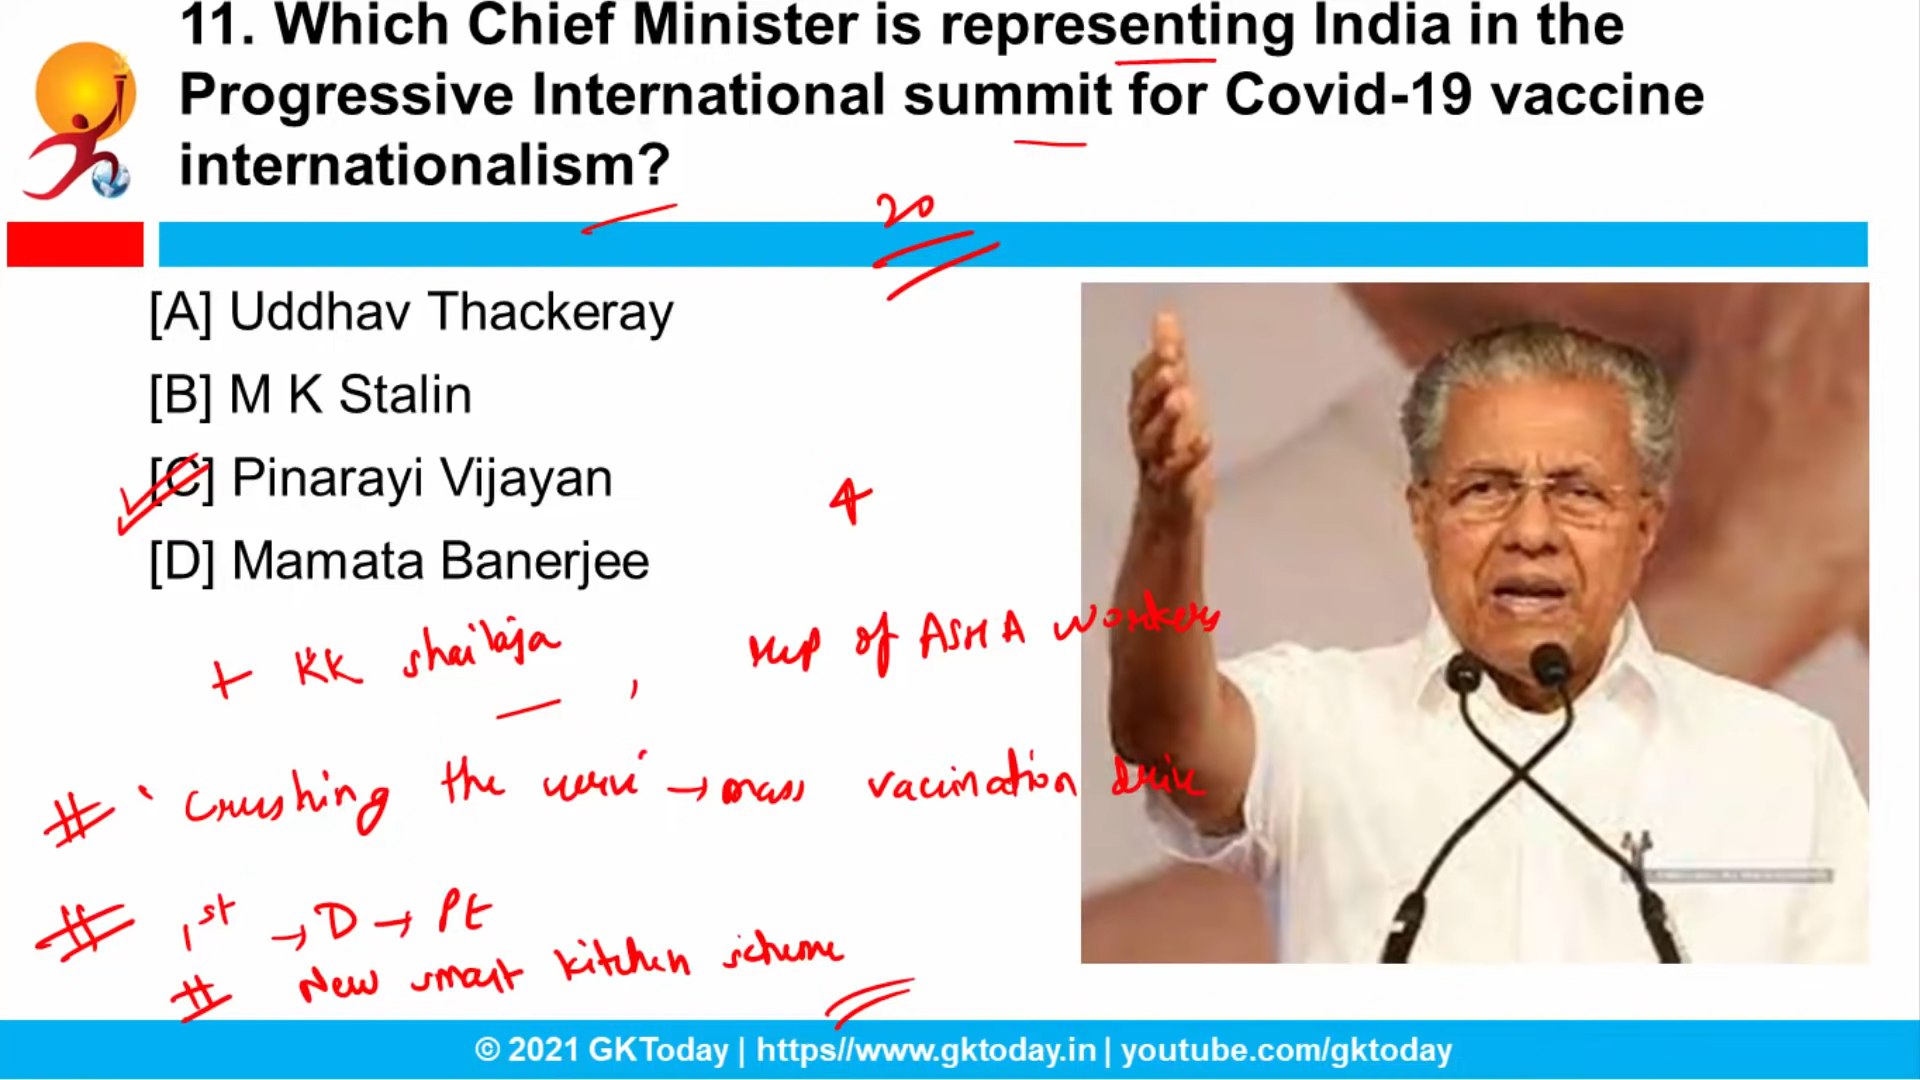 11. Which Chief Minister is representing India in the
Progressive International summit for Covid-19 vaccine
internationalism?
20
[A] Uddhav Thackeray
[B] M K Stalin
[C] Pinarayi Vijayan
4
[D] Mamata Banerjee
+ KK Shailaja , of ASHA Workers
# 'Crushing the → mass vaccination Drive
# 1st → D → PE
# New smart kitchen scheme
© 2021 GKToday | https//www.gktoday.in | youtube.com/gktoday